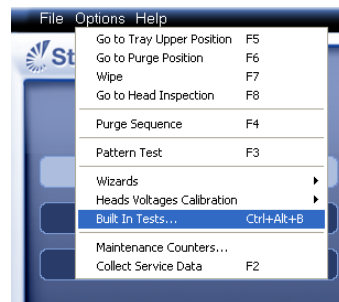 File Options Help
St
Go to Tray Upper Position F5
Go to Purge Position F6
Wipe F7
Go to Head Inspection F8
Purge Sequence F4
Pattern Test F3
Wizards
Heads Voltages Calibration
Built In Tests... Ctrl+Alt+B
Maintenance Counters...
Collect Service Data F2